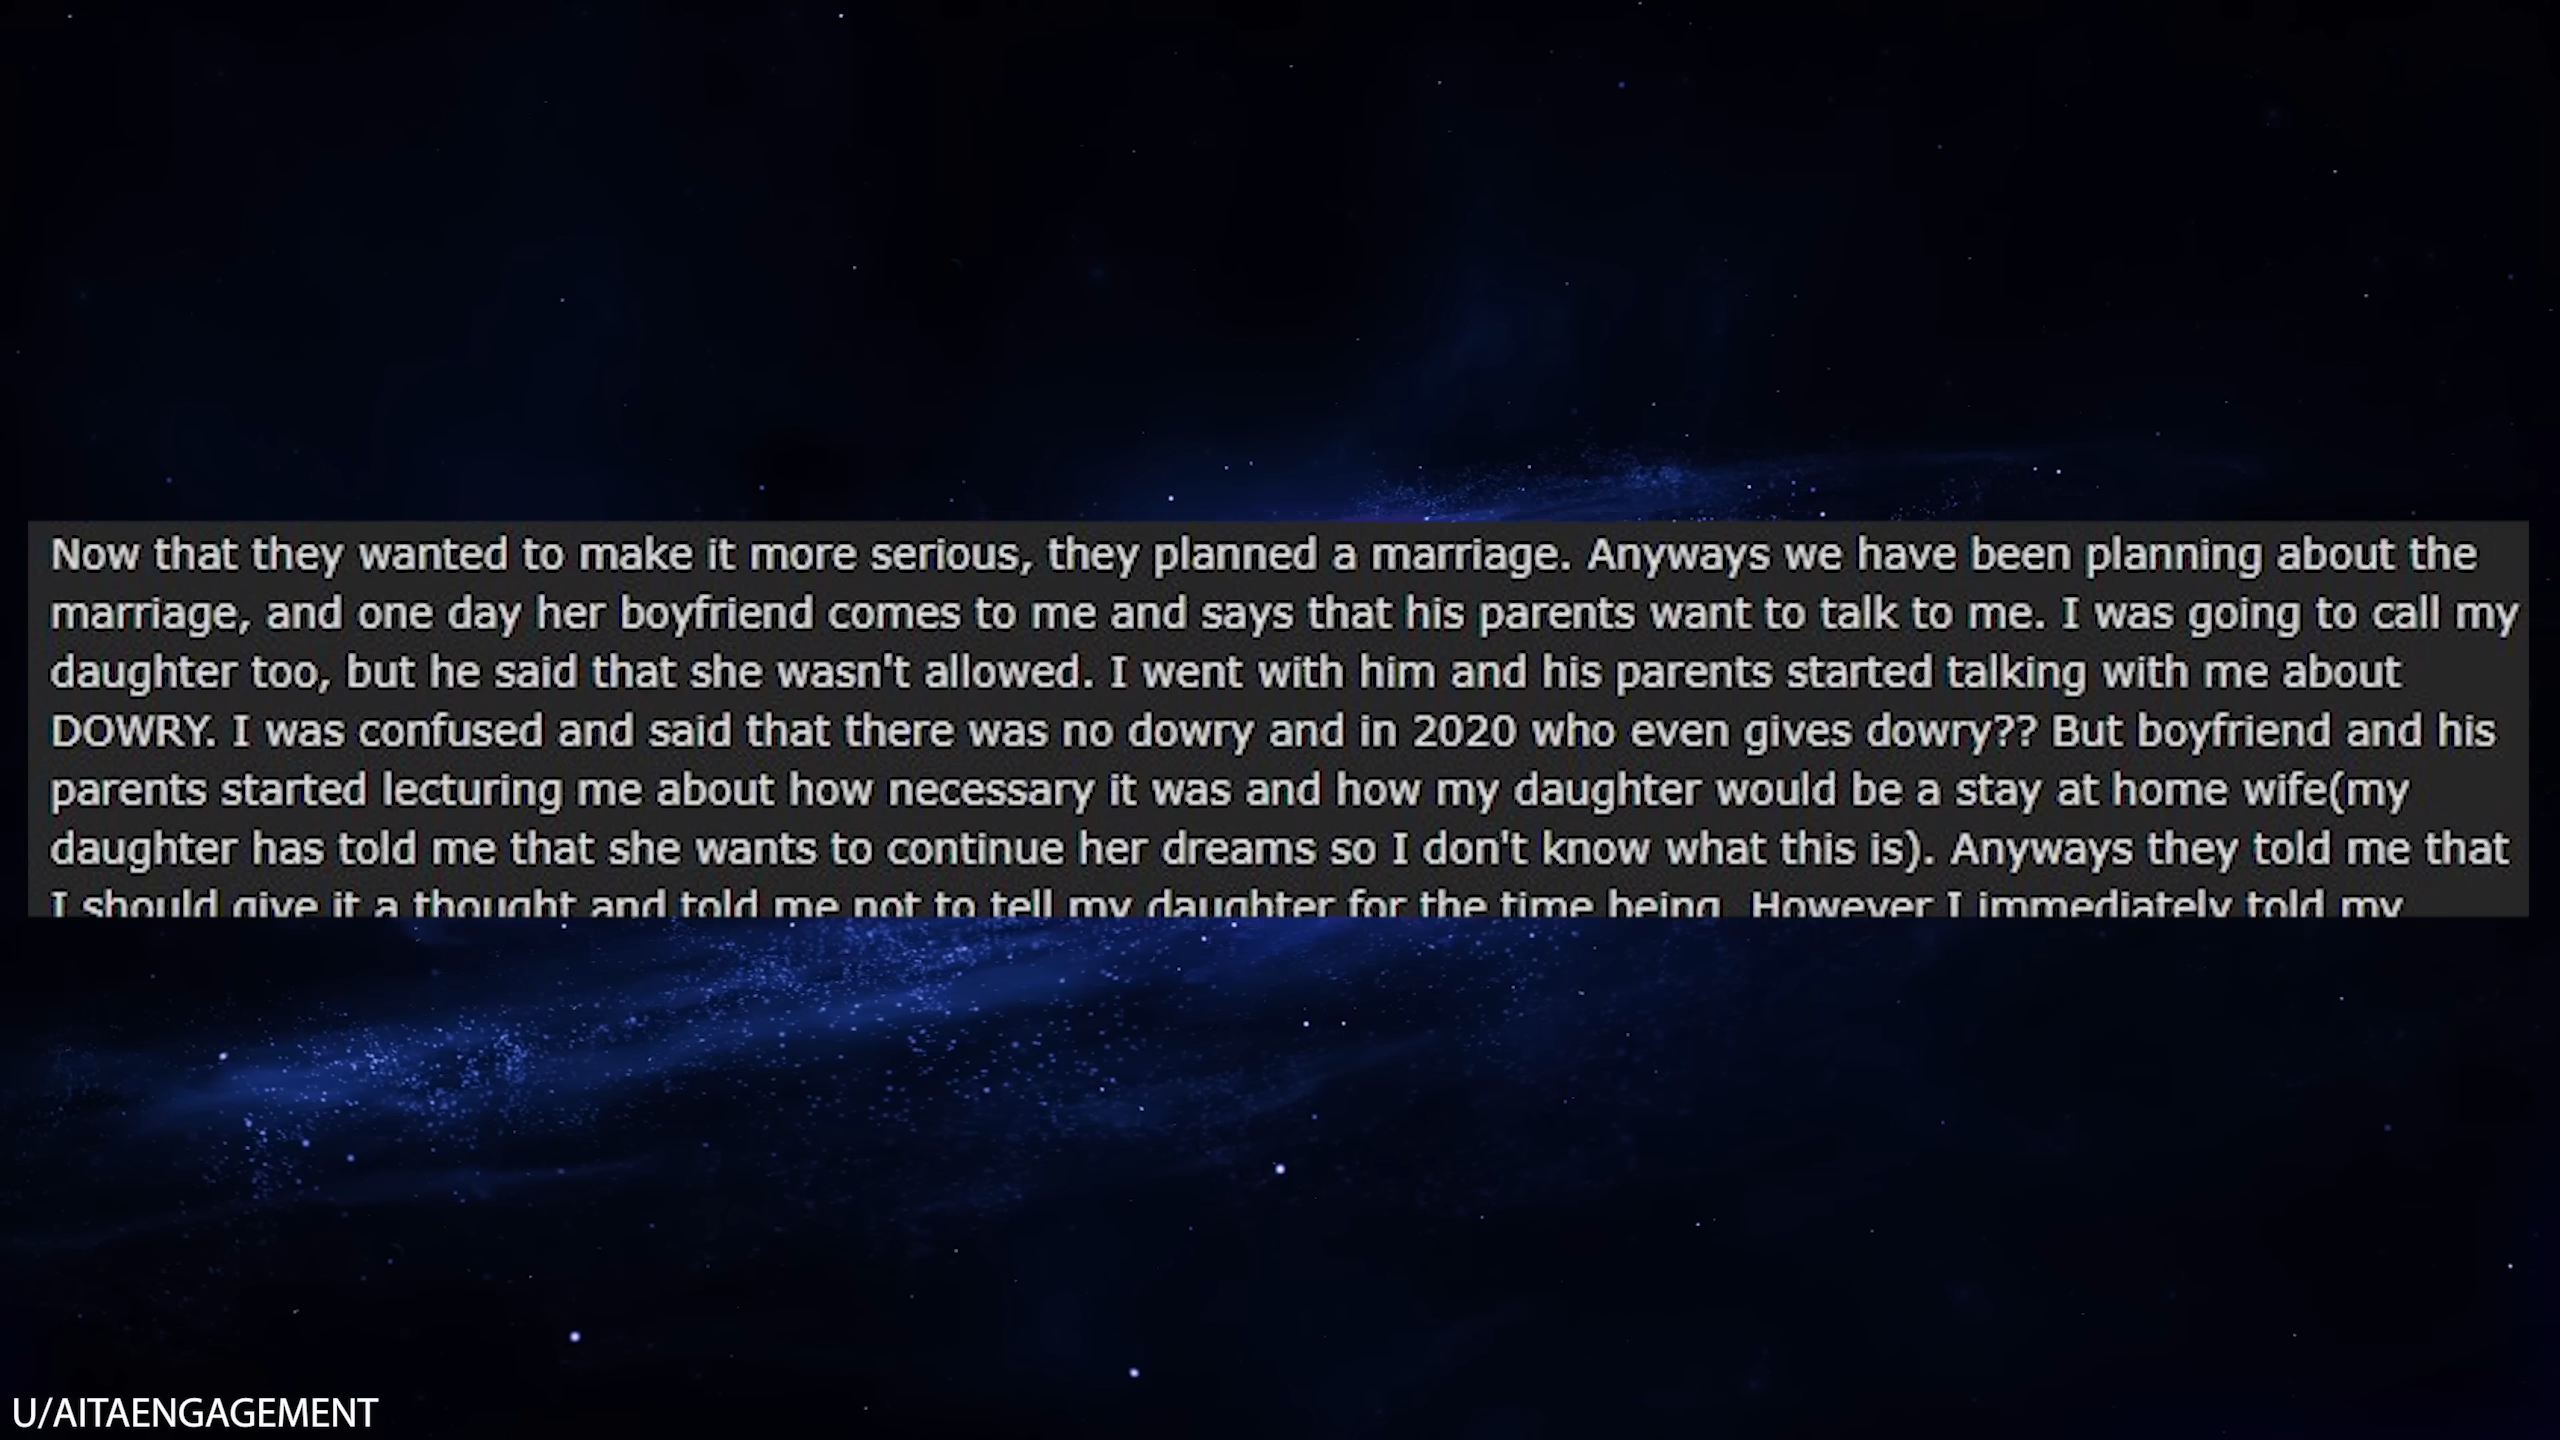 Now that they wanted to make it more serious, they planned a marriage. Anyways we have been planning about the
marriage, and one day her boyfriend comes to me and says that his parents want to talk to me. I was going to call my
daughter too, but he said that she wasn't allowed. I went with him and his parents started talking with me about
DOWRY. I was confused and said that there was no dowry and in 2020 who even gives dowry?? But boyfriend and his
parents started lecturing me about how necessary it was and how my daughter would be a stay at home wife(my
daughter has told me that she wants to continue her dreams so I don't know what this is). Anyways they told me that
I should give it a thought and told me not to tell my daughter for the time being. However I immediately told my
U/AITAENGAGEMENT